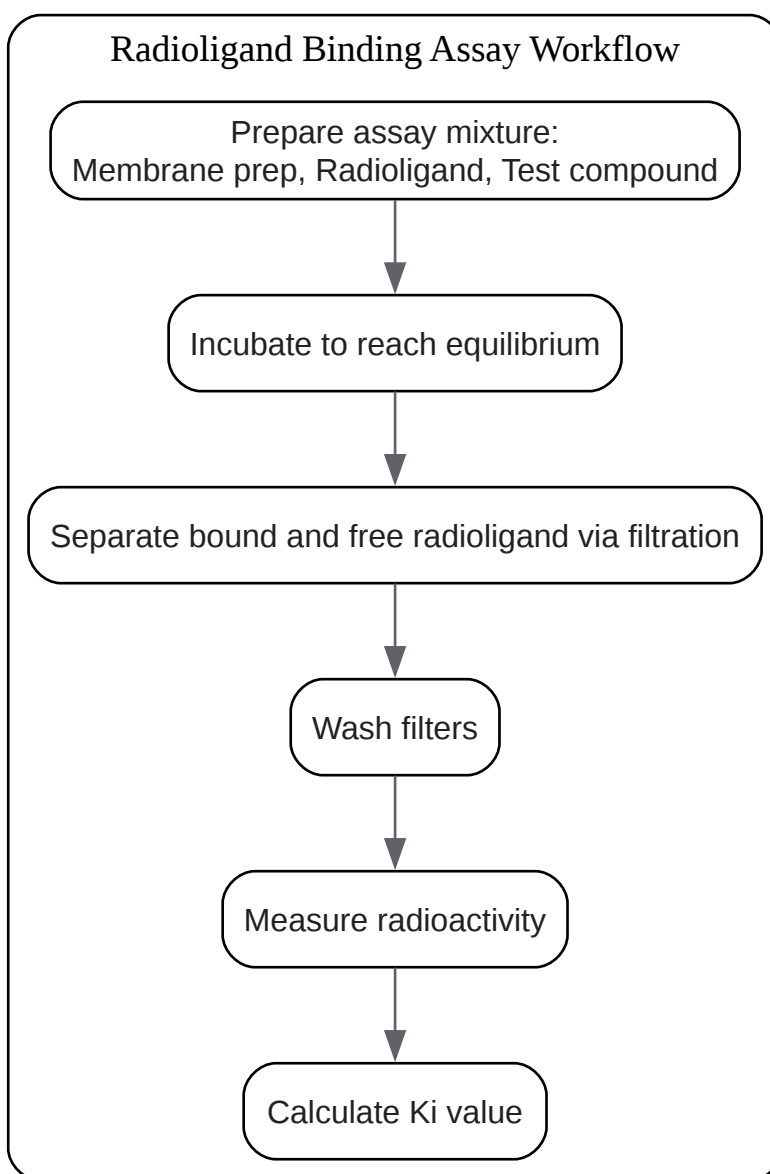 Radioligand Binding Assay Workflow
Prepare assay mixture:
Membrane prep, Radioligand, Test compound
Incubate to reach equilibrium
Separate bound and free radioligand via filtration
Wash filters
Measure radioactivity
Calculate Ki value